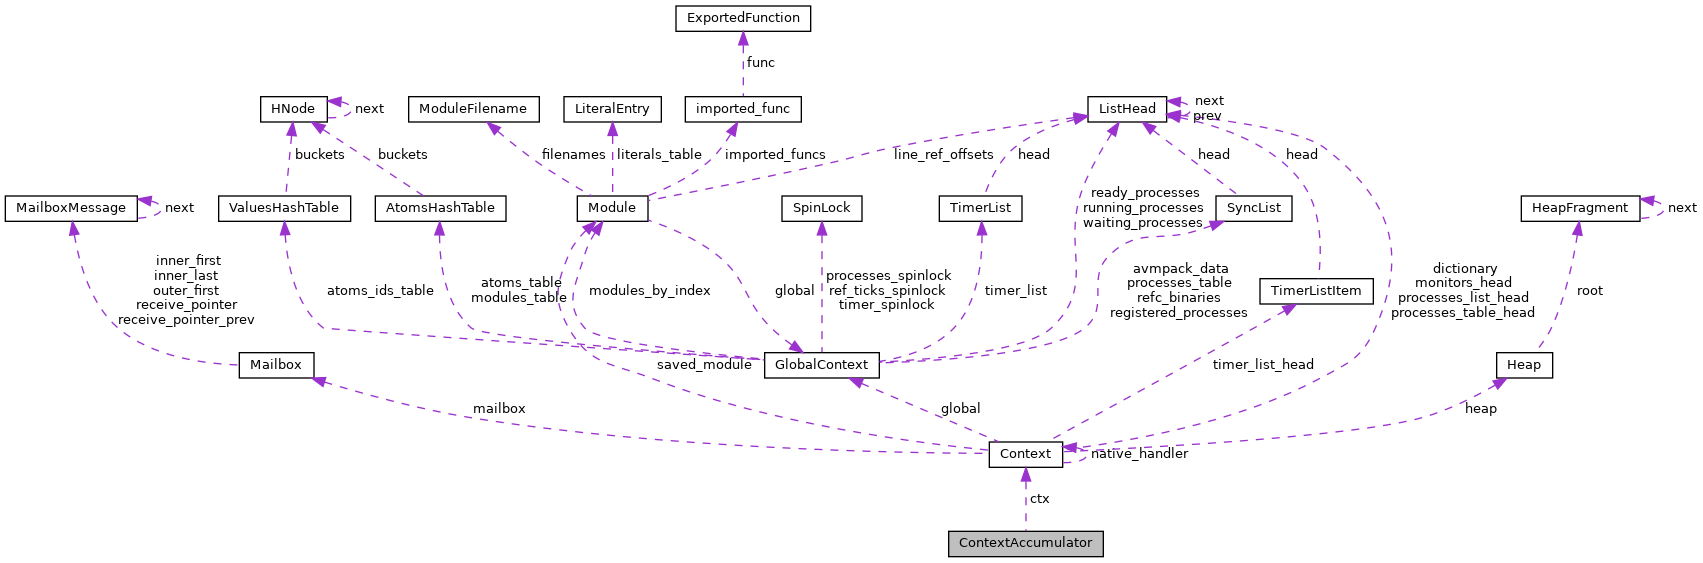 ExportedFunction
func
HNode
next
ModuleFilename
LiteralEntry
imported_func
ListHead
next
prev
buckets
buckets
filenames
literals_table
imported_funcs
line_ref_offsets
head
head
head
MailboxMessage
next
ValuesHashTable
AtomsHashTable
Module
SpinLock
TimerList
ready_processes
running_processes
waiting_processes
SyncList
HeapFragment
next
inner_first
inner_last
outer_first
receive_pointer
receive_pointer_prev
atoms_ids_table
atoms_table
modules_table
modules_by_index
global
processes_spinlock
ref_ticks_spinlock
timer_spinlock
timer_list
avmpack_data
processes_table
refc_binaries
registered_processes
TimerListItem
dictionary
monitors_head
processes_list_head
processes_table_head
root
Mailbox
saved_module
GlobalContext
timer_list_head
Heap
mailbox
global
heap
Context
native_handler
ctx
ContextAccumulator